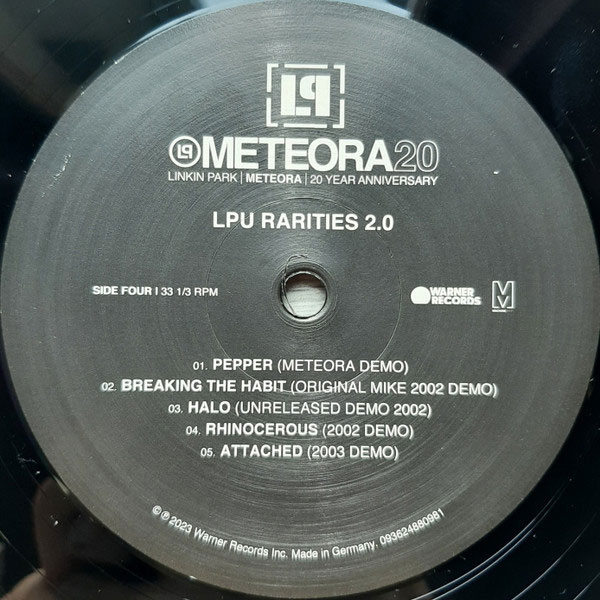 LP
LP METEORA20
LINKIN PARK | METEORA | 20 YEAR ANNIVERSARY
LPU RARITIES 2.0
SIDE FOUR | 33 1/3 RPM
WARNER RECORDS
01. PEPPER (METEORA DEMO)
02. BREAKING THE HABIT (ORIGINAL MIKE 2002 DEMO)
03. HALO (UNRELEASED DEMO 2002)
04. RHINOCEROUS (2002 DEMO)
05. ATTACHED (2003 DEMO)
© ℗ 2023 Warner Records Inc. Made in Germany. 093624880981